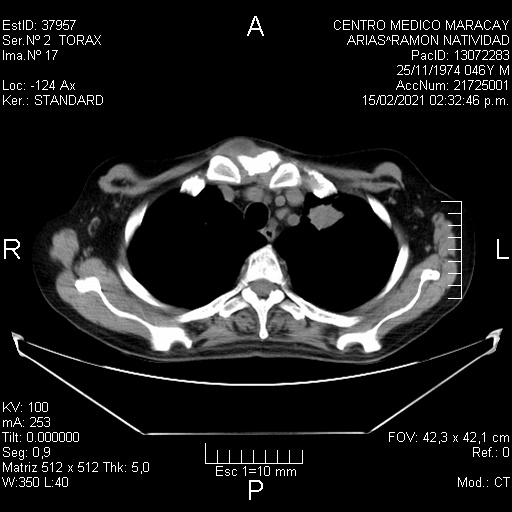 EstID: 37957
Ser.Nº 2 TORAX
Ima.Nº 17
Loc: -124 Ax
Ker.: STANDARD
A
CENTRO MEDICO MARACAY
ARIAS^RAMON NATIVIDAD
PacID: 13072283
25/11/1974 046Y M
AccNum: 21725001
15/02/2021 02:32:46 p.m.
R
L
KV: 100
mA: 253
Tilt: 0.000000
Seg: 0,9
Matriz 512 x 512 Thk: 5,0
W:350 L:40
Esc 1=10 mm
P
FOV: 42,3 x 42,1 cm
Ref.: 0
Mod.: CT